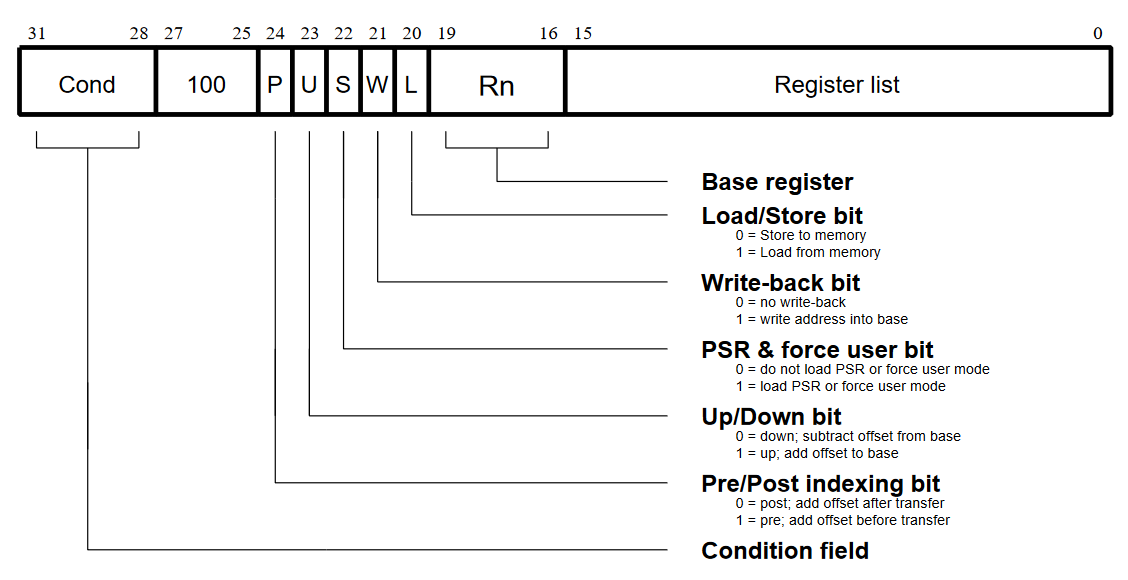 31 28 27 25 24 23 22 21 20 19 16 15 0
Cond 100 P U S W L Rn Register list
Base register
Load/Store bit
0 = Store to memory
1 = Load from memory
Write-back bit
0 = no write-back
1 = write address into base
PSR & force user bit
0 = do not load PSR or force user mode
1 = load PSR or force user mode
Up/Down bit
0 = down; subtract offset from base
1 = up; add offset to base
Pre/Post indexing bit
0 = post; add offset after transfer
1 = pre; add offset before transfer
Condition field